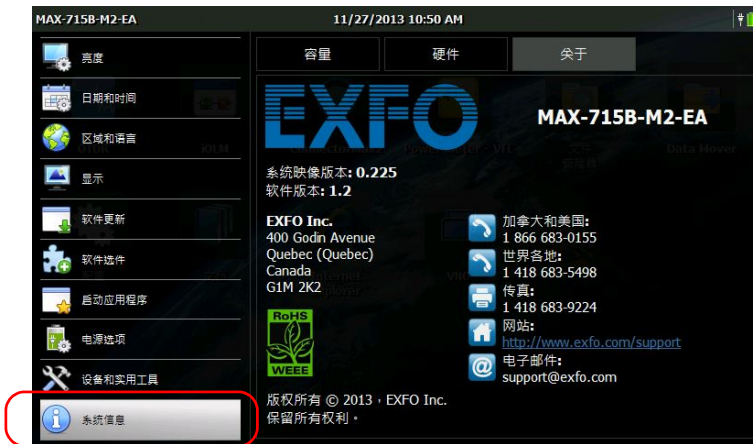 MAX-715B-M2-EA 11/27/2013 10:50 AM
亮度
日期和时间
区域和语言
显示
软件更新
软件选件
启动应用程序
电源选项
设备和实用工具
系统信息
容量 硬件 关于
EXFO
MAX-715B-M2-EA
系统映像版本: 0.225
软件版本: 1.2
EXFO Inc.
400 Godin Avenue
Quebec (Quebec)
Canada
G1M 2K2
RoHS
WEEE
加拿大和美国:
1 866 683-0155
世界各地:
1 418 683-5498
传真:
1 418 683-9224
网站:
http://www.exfo.com/support
电子邮件:
support@exfo.com
版权所有 © 2013，EXFO Inc.
保留所有权利。
Data Mover